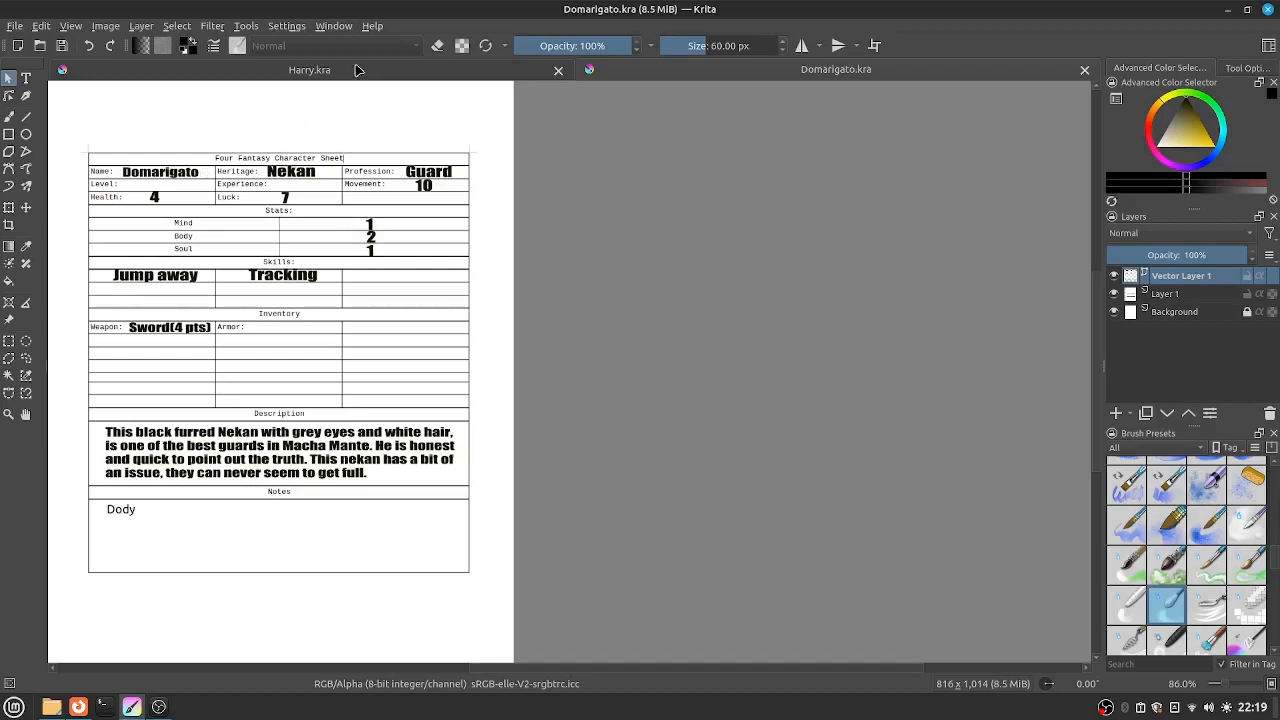 Domarigato.kra (8.5 MiB) — Krita
File Edit View Image Layer Select Filter Tools Settings Window Help
Normal Opacity: 100% Size: 60.00 px
Harry.kra Domarigato.kra
Advanced Color Selec... Tool Opti...
Advanced Color Selector
Four Fantasy Character Sheet
Name: Domarigato Heritage: Nekan Profession: Guard
Level: Experience: Movement: 10
Health: 4 Luck: 7
Stats:
Mind 1
Body 2
Soul 1
Skills:
Jump away Tracking
Inventory
Weapon: Sword(4 pts) Armor:
Description
This black furred Nekan with grey eyes and white hair,
is one of the best guards in Macha Mante. He is honest
and quick to point out the truth. This nekan has a bit of
an issue, they can never seem to get full.
Notes
Dody
Layers
Normal
Opacity: 100%
Vector Layer 1
Layer 1
Background
Brush Presets
All Tag
Search Filter in Tag
RGB/Alpha (8-bit integer/channel) sRGB-elle-V2-srgbtrc.icc 816 x 1,014 (8.5 MiB) 0.00° 86.0%
22:19